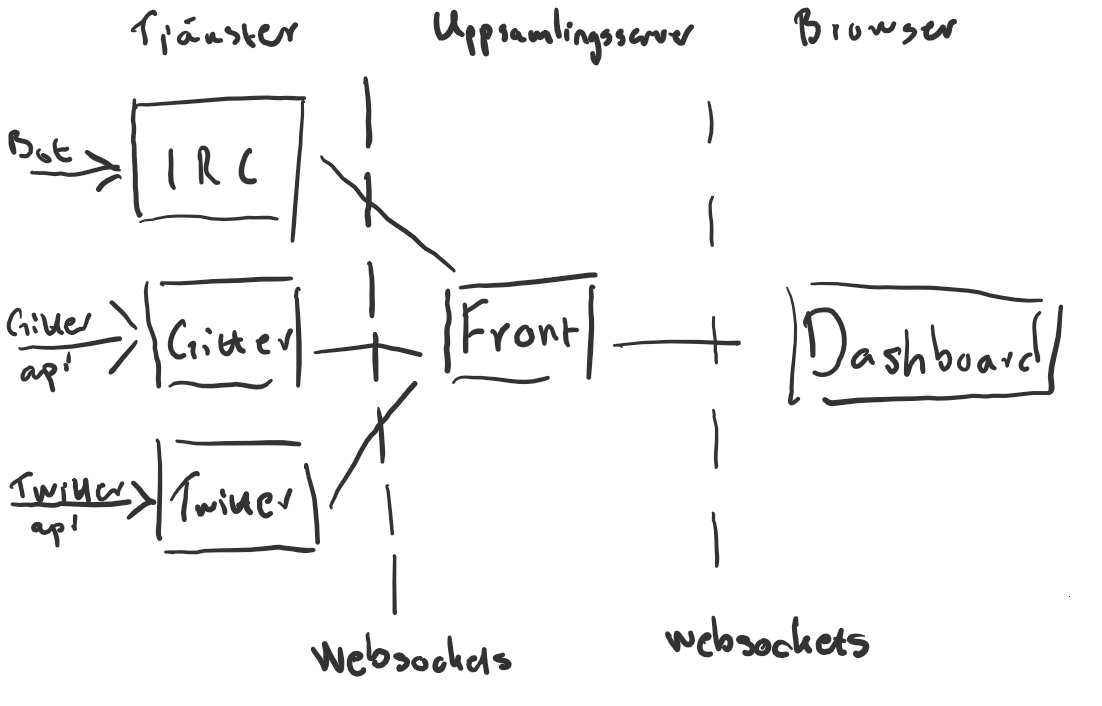 Tjänster
Uppsamlingsserver
Browser
Bot
IRC
Gitter
api
Gitter
Front
Dashboard
Twitter
api
Twitter
Websockets
Websockets